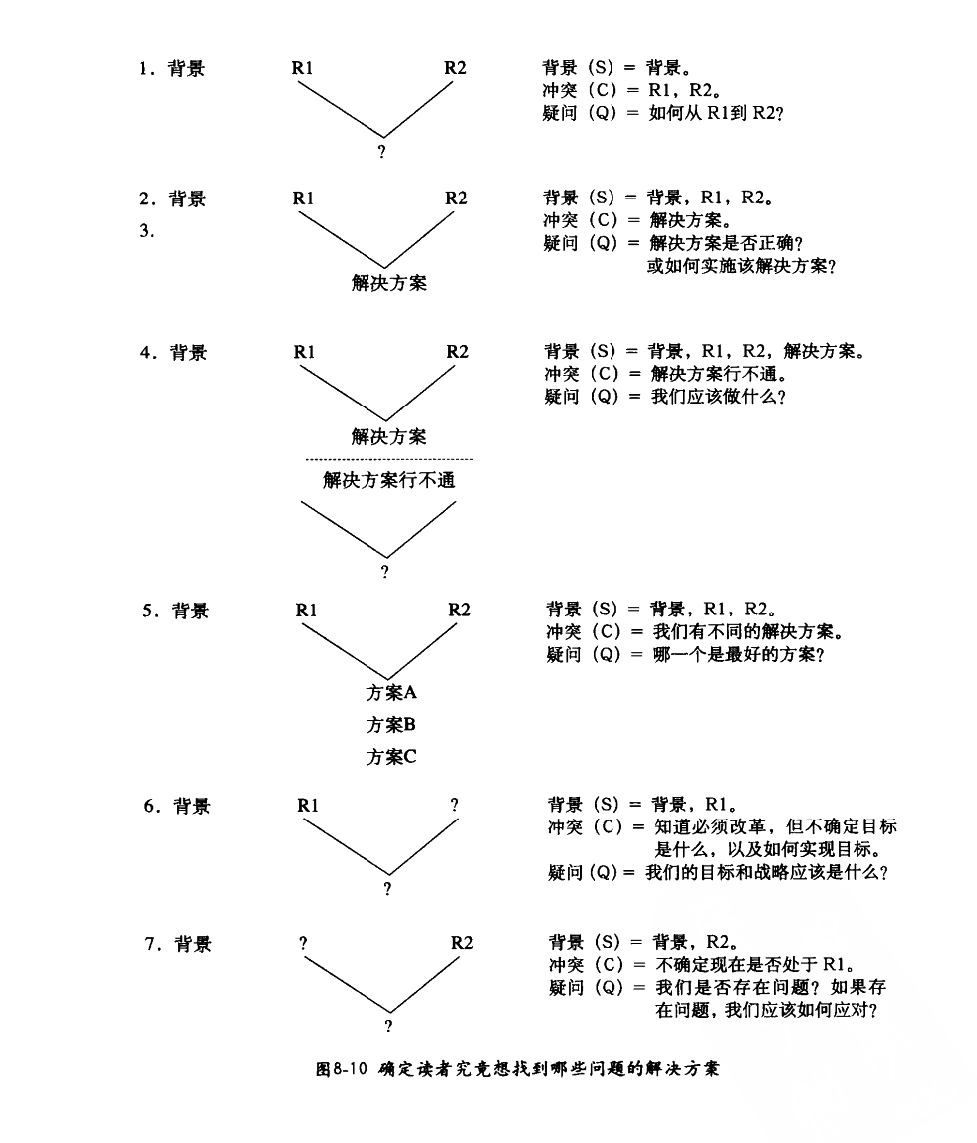 1. 背景 R1 R2 背景（S）= 背景。
冲突（C）= R1，R2。
疑问（Q）= 如何从 R1到 R2?
?
2. 背景 R1 R2 背景（S）= 背景，R1，R2。
3. 冲突（C）= 解决方案。
疑问（Q）= 解决方案是否正确?
或如何实施该解决方案?
解决方案
4. 背景 R1 R2 背景（S）= 背景，R1，R2，解决方案。
冲突（C）= 解决方案行不通。
疑问（Q）= 我们应该做什么?
解决方案
解决方案行不通
?
5. 背景 R1 R2 背景（S）= 背景，R1，R2。
冲突（C）= 我们有不同的解决方案。
疑问（Q）= 哪一个是最好的方案?
方案A
方案B
方案C
6. 背景 R1 ? 背景（S）= 背景，R1。
冲突（C）= 知道必须改革，但不确定目标
是什么，以及如何实现目标。
疑问(Q) = 我们的目标和战略应该是什么?
?
7. 背景 ? R2 背景（S）= 背景，R2。
冲突（C）= 不确定现在是否处于 R1。
疑问（Q）= 我们是否存在问题? 如果存
在问题，我们应该如何应对?
?
图8-10 确定读者究竟想找到哪些问题的解决方案